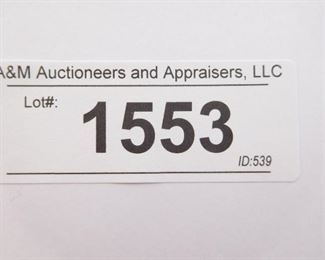 A&M Auctioneers and Appraisers, LLC
Lot#:
1553
ID:539